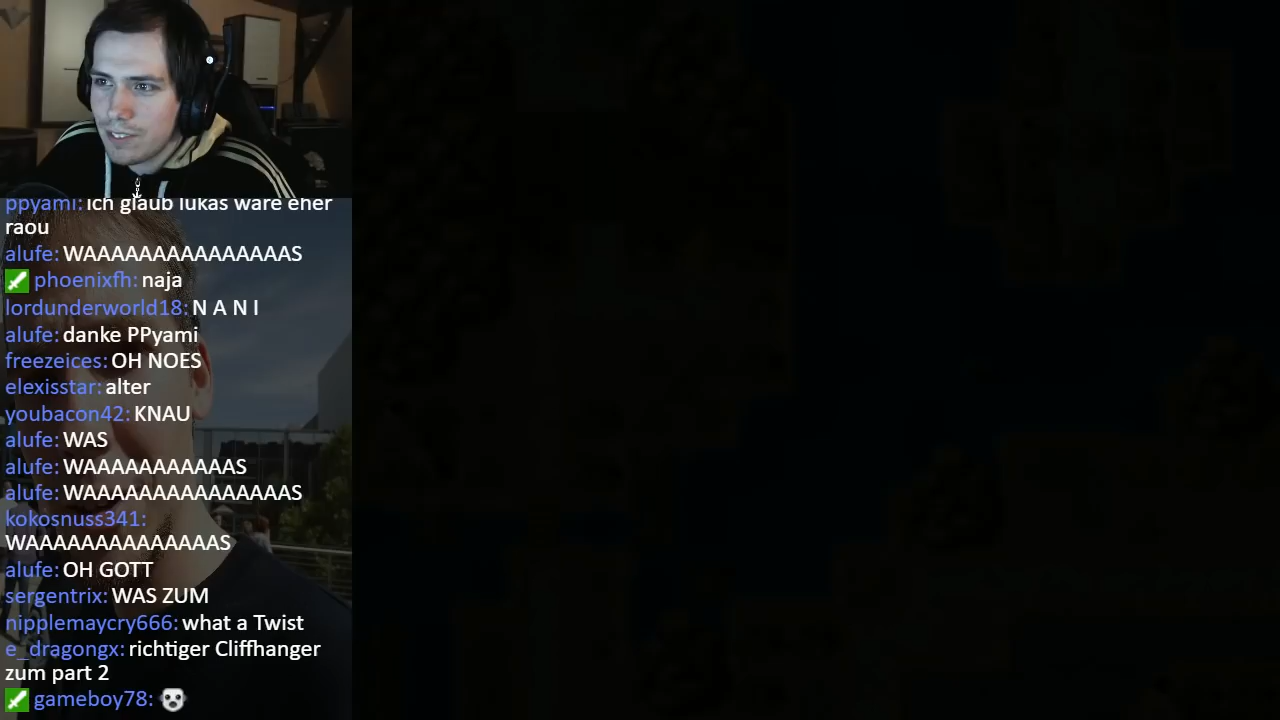 ppyami: ich glaub lukas wäre eher
raou
alufe: WAAAAAAAAAAAAAAAS
phoenixfh: naja
lordunderworld18: N A N I
alufe: danke PPyami
freezeices: OH NOES
elexisstar: alter
youbacon42: KNAU
alufe: WAS
alufe: WAAAAAAAAAAAS
alufe: WAAAAAAAAAAAAAAAS
kokosnuss341:
WAAAAAAAAAAAAAAS
alufe: OH GOTT
sergentrix: WAS ZUM
nipplemaycry666: what a Twist
e_dragongx: richtiger Cliffhanger
zum part 2
gameboy78: